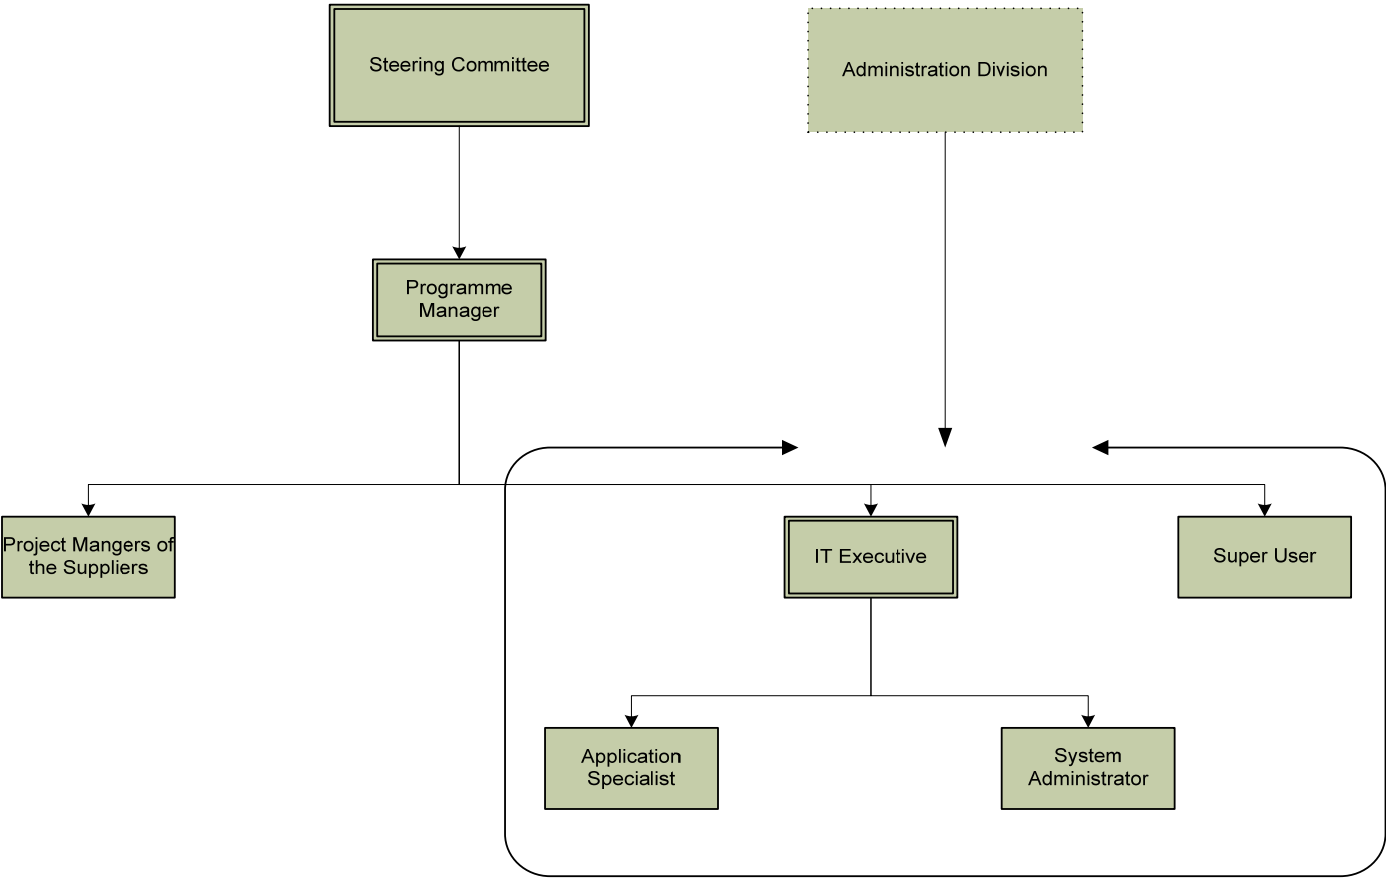 Steering Committee
Administration Division
Programme
Manager
Project Mangers of
the Suppliers
IT Executive
Super User
Application
Specialist
System
Administrator